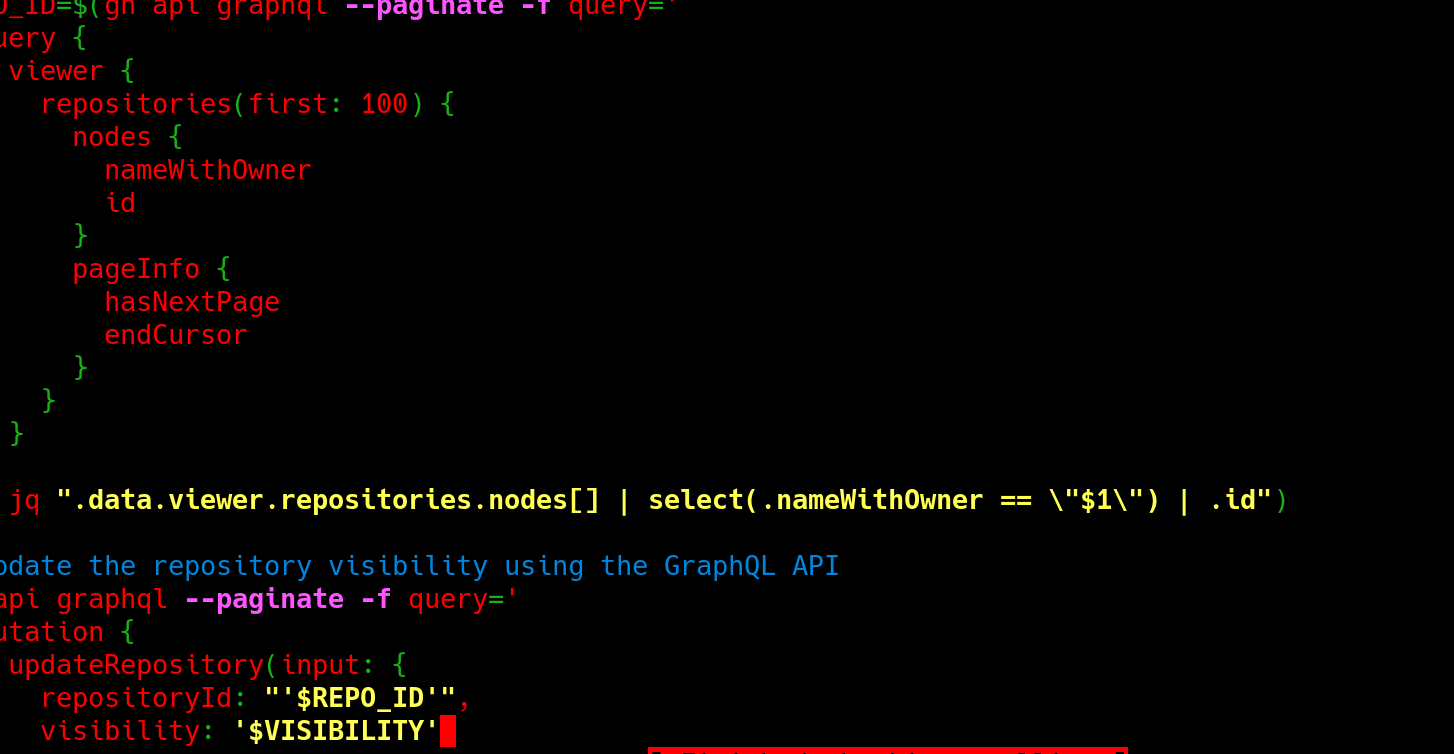 O_ID=$(gh api graphql --paginate -f query='
uery {
viewer {
repositories(first: 100) {
nodes {
nameWithOwner
id
}
pageInfo {
hasNextPage
endCursor
}
}
}
jq ".data.viewer.repositories.nodes[] | select(.nameWithOwner == \"$1\") | .id")
pdate the repository visibility using the GraphQL API
api graphql --paginate -f query='
utation {
updateRepository(input: {
repositoryId: "'$REPO_ID'",
visibility: '$VISIBILITY'